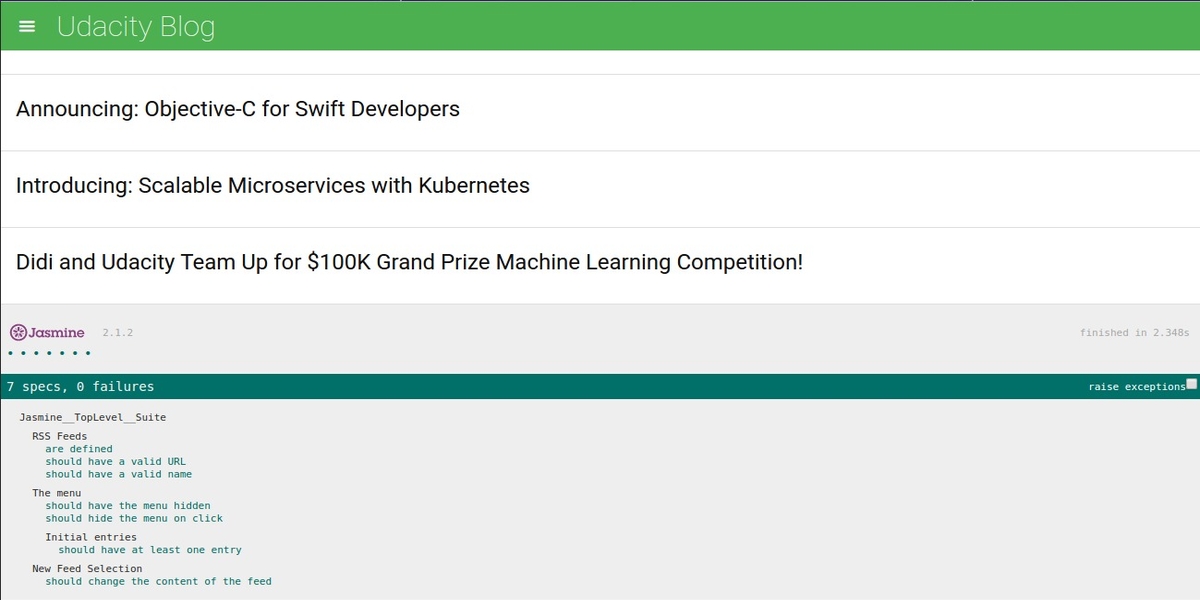 Udacity Blog
Announcing: Objective-C for Swift Developers
Introducing: Scalable Microservices with Kubernetes
Didi and Udacity Team Up for $100K Grand Prize Machine Learning Competition!
Jasmine 2.1.2 finished in 2.348s
7 specs, 0 failures raise exceptions
Jasmine__TopLevel__Suite
RSS Feeds
are defined
should have a valid URL
should have a valid name
The menu
should have the menu hidden
should hide the menu on click
Initial entries
should have at least one entry
New Feed Selection
should change the content of the feed